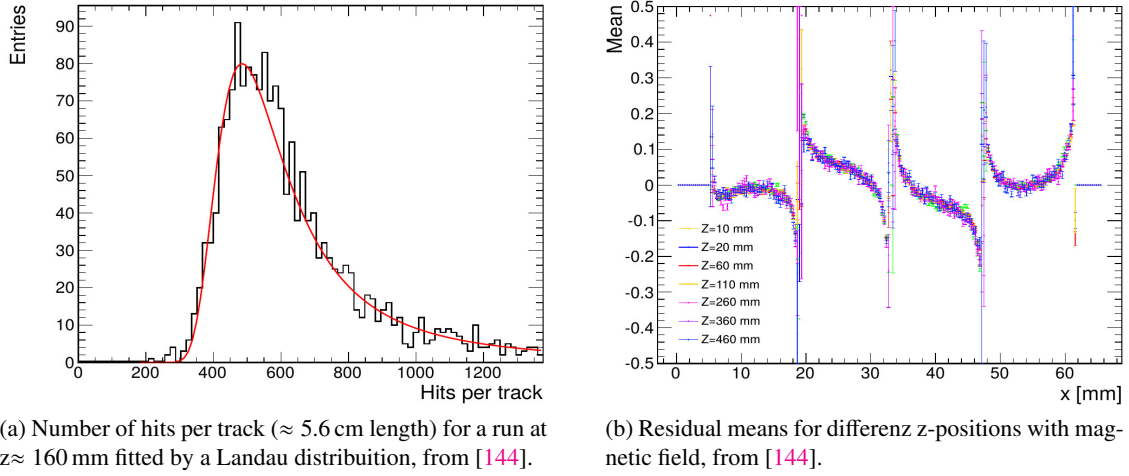 Entries
90
80
70
60
50
40
30
20
10
0
0 200 400 600 800 1000 1200
Hits per track
Mean
0.5
0.4
0.3
0.2
0.1
0
-0.1
-0.2
-0.3
-0.4
-0.5
Z=10 mm
Z=20 mm
Z=60 mm
Z=110 mm
Z=260 mm
Z=360 mm
Z=460 mm
0 10 20 30 40 50 60
x [mm]
(a) Number of hits per track (≈ 5.6 cm length) for a run at
z≈ 160 mm fitted by a Landau distribuition, from [144].
(b) Residual means for differenz z-positions with mag-
netic field, from [144].